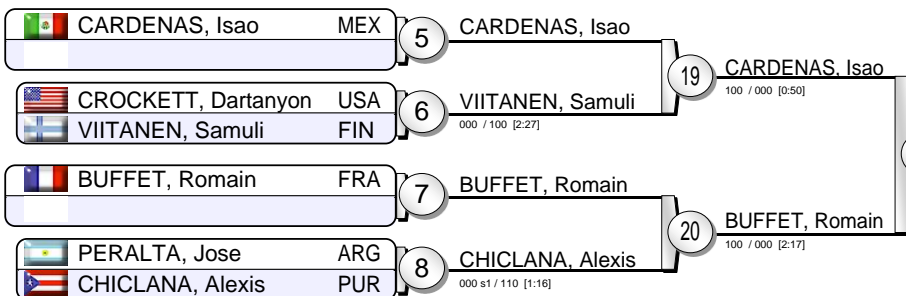 CARDENAS, Isao MEX
5
CARDENAS, Isao
CROCKETT, Dartanyon USA
VIITANEN, Samuli FIN
6
VIITANEN, Samuli
000 / 100 [2:27]
19
CARDENAS, Isao
100 / 000 [0:50]
BUFFET, Romain FRA
7
BUFFET, Romain
PERALTA, Jose ARG
CHICLANA, Alexis PUR
8
CHICLANA, Alexis
000 s1 / 110 [1:16]
20
BUFFET, Romain
100 / 000 [2:17]